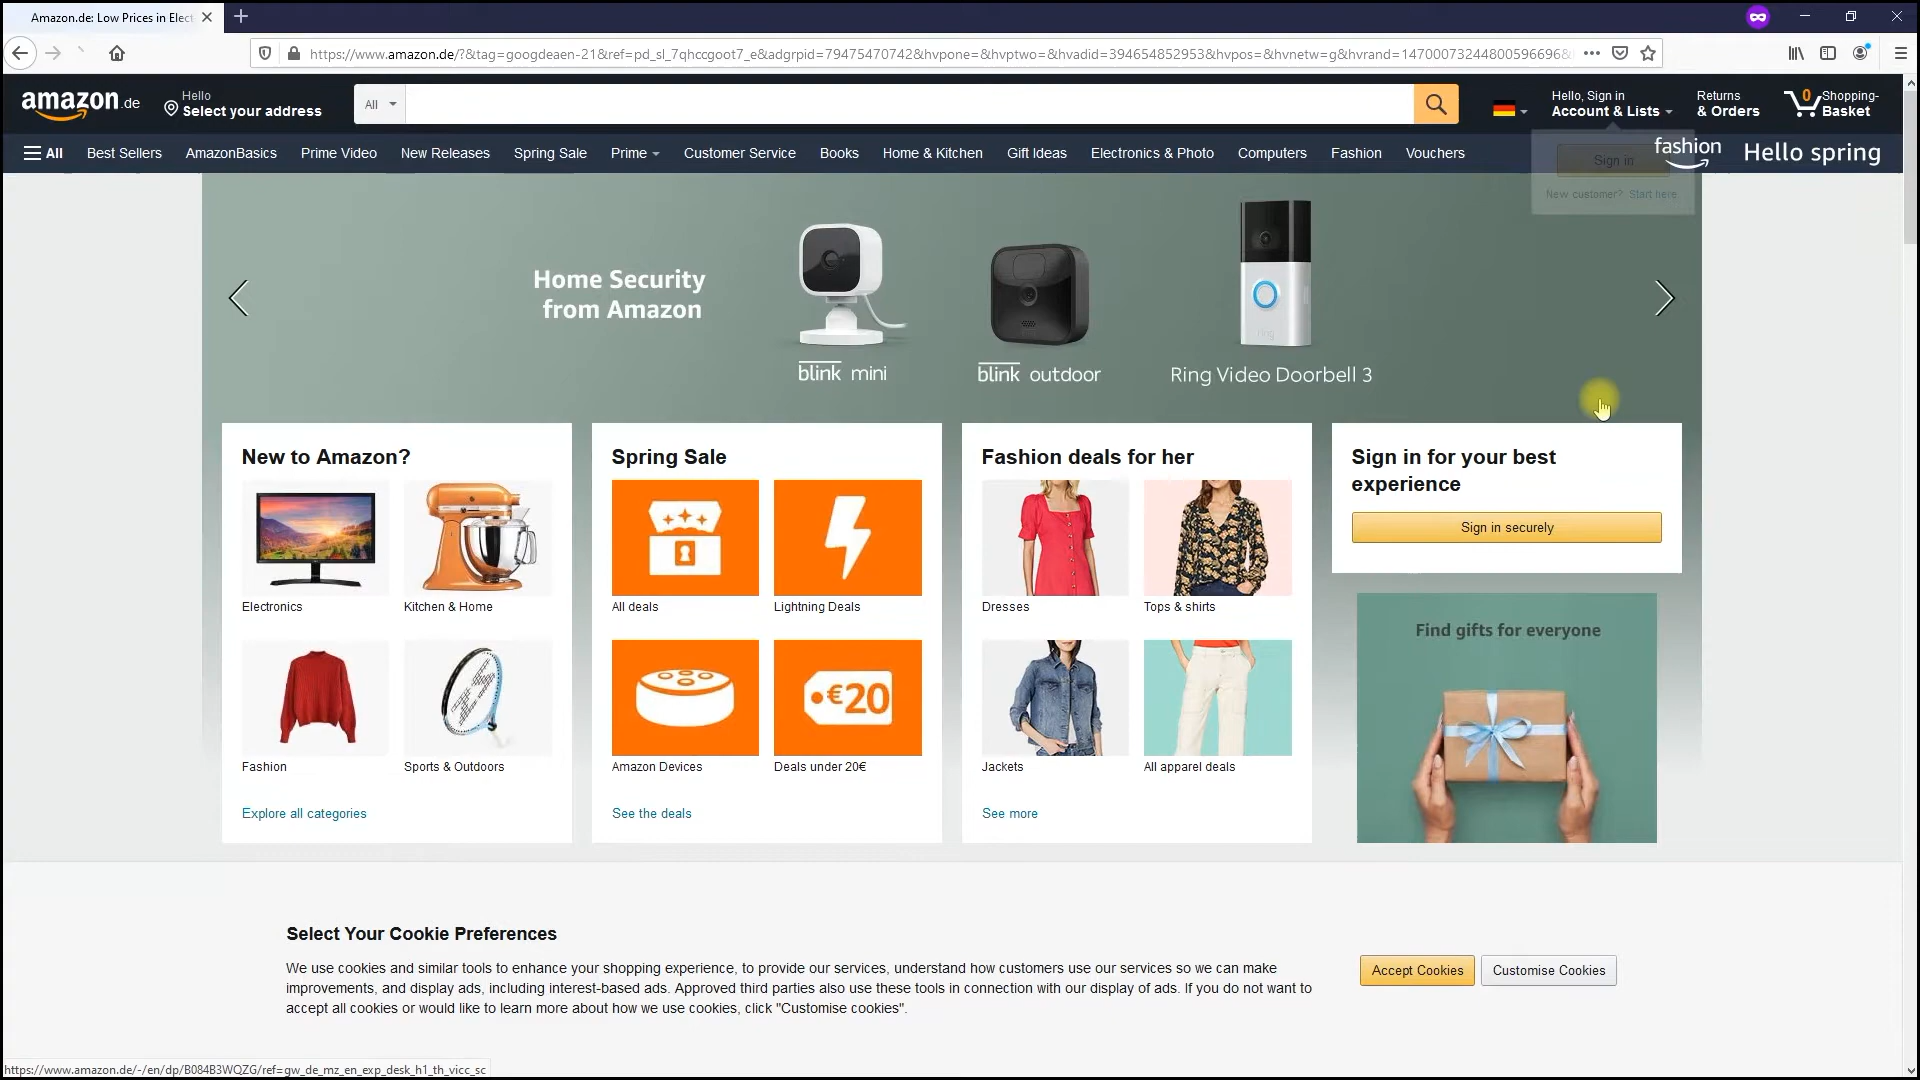 Amazon.de: Low Prices in Elect
https://www.amazon.de/?&tag=googdeaen-21&ref=pd_sl_7qhccgoot7_e&adgrpid=79475470742&hvpone=&hvptwo=&hvadid=394654852953&hvpos=&hvnetw=g&hvrand=1470007324480059669​6&
amazon.de
Hello
Select your address
All
Hello, Sign in
Account & Lists
Returns
& Orders
0
Shopping-
Basket
All
Best Sellers
AmazonBasics
Prime Video
New Releases
Spring Sale
Prime
Customer Service
Books
Home & Kitchen
Gift Ideas
Electronics & Photo
Computers
Fashion
Vouchers
fashion
Hello spring
Sign in
New customer? Start here.
Home Security
from Amazon
blink mini
blink outdoor
ring
Ring Video Doorbell 3
New to Amazon?
Electronics
Kitchen & Home
Fashion
Sports & Outdoors
Explore all categories
Spring Sale
All deals
Lightning Deals
€20
Amazon Devices
Deals under 20€
See the deals
Fashion deals for her
Dresses
Tops & shirts
Jackets
All apparel deals
See more
Sign in for your best
experience
Sign in securely
Find gifts for everyone
Select Your Cookie Preferences
We use cookies and similar tools to enhance your shopping experience, to provide our services, understand how customers use our services so we can make
improvements, and display ads, including interest-based ads. Approved third parties also use these tools in connection with our display of ads. If you do not want to
accept all cookies or would like to learn more about how we use cookies, click "Customise cookies".
Accept Cookies
Customise Cookies
https://www.amazon.de/-/en/dp/B084B3WQZG/ref=gw_de_mz_en_exp_desk_h1_th_vicc_sc